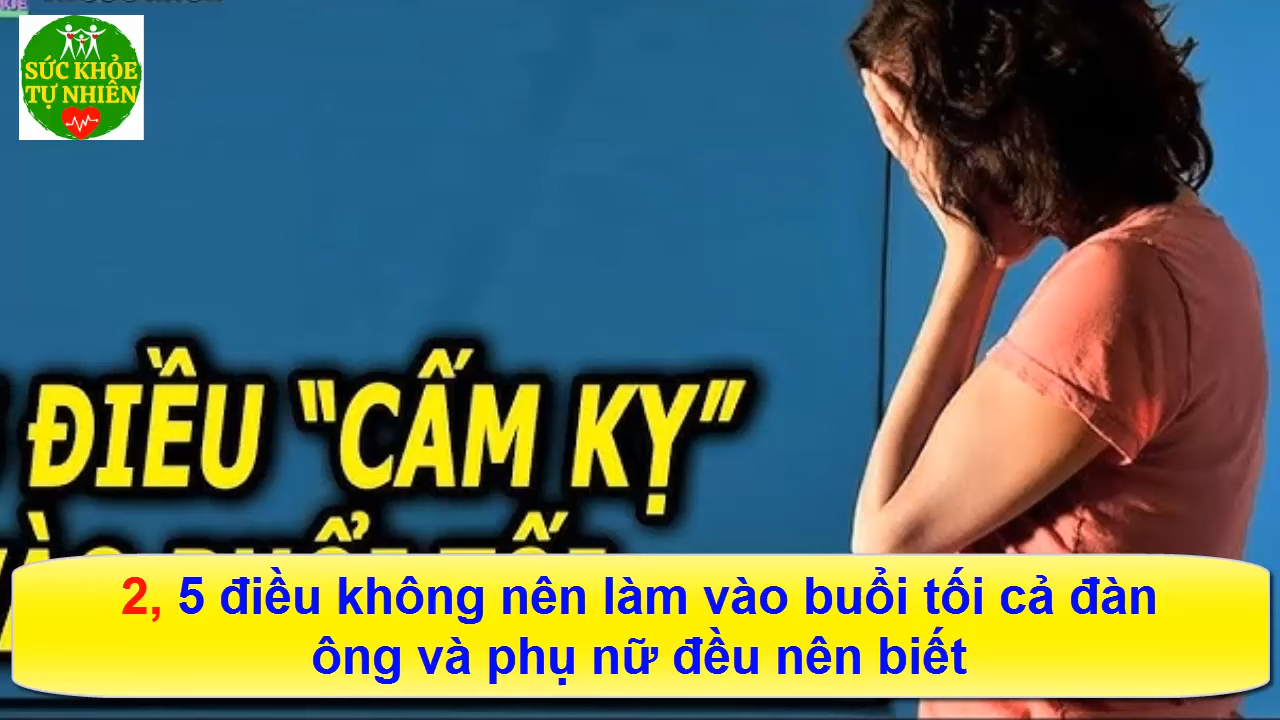 SỨC KHỎE
TỰ NHIÊN
ĐIỀU “CẤM KỴ”
2, 5 điều không nên làm vào buổi tối cả đàn
ông và phụ nữ đều nên biết